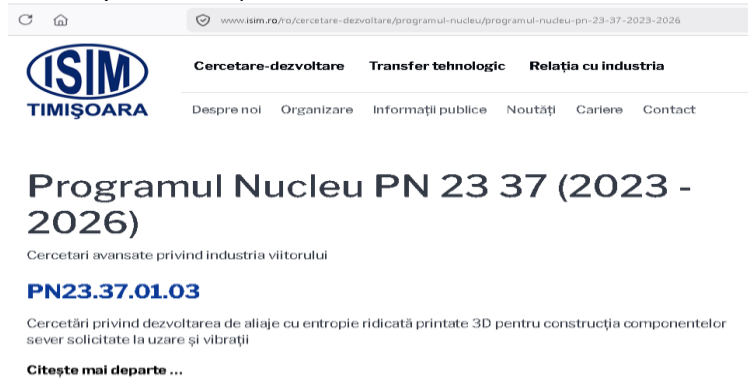 www.isim.ro/ro/cercetare-dezvoltare/programul-nucleu/programul-nucleu-pn-23-37-2023-2026
ISIM
TIMIŞOARA
Cercetare-dezvoltare Transfer tehnologic Relația cu industria
Despre noi Organizare Informații publice Noutăți Cariere Contact
Programul Nucleu PN 23 37 (2023 -
2026)
Cercetari avansate privind industria viitorului
PN23.37.01.03
Cercetări privind dezvoltarea de aliaje cu entropie ridicată printate 3D pentru construcția componentelor
sever solicitate la uzare și vibrații
Citește mai departe ...